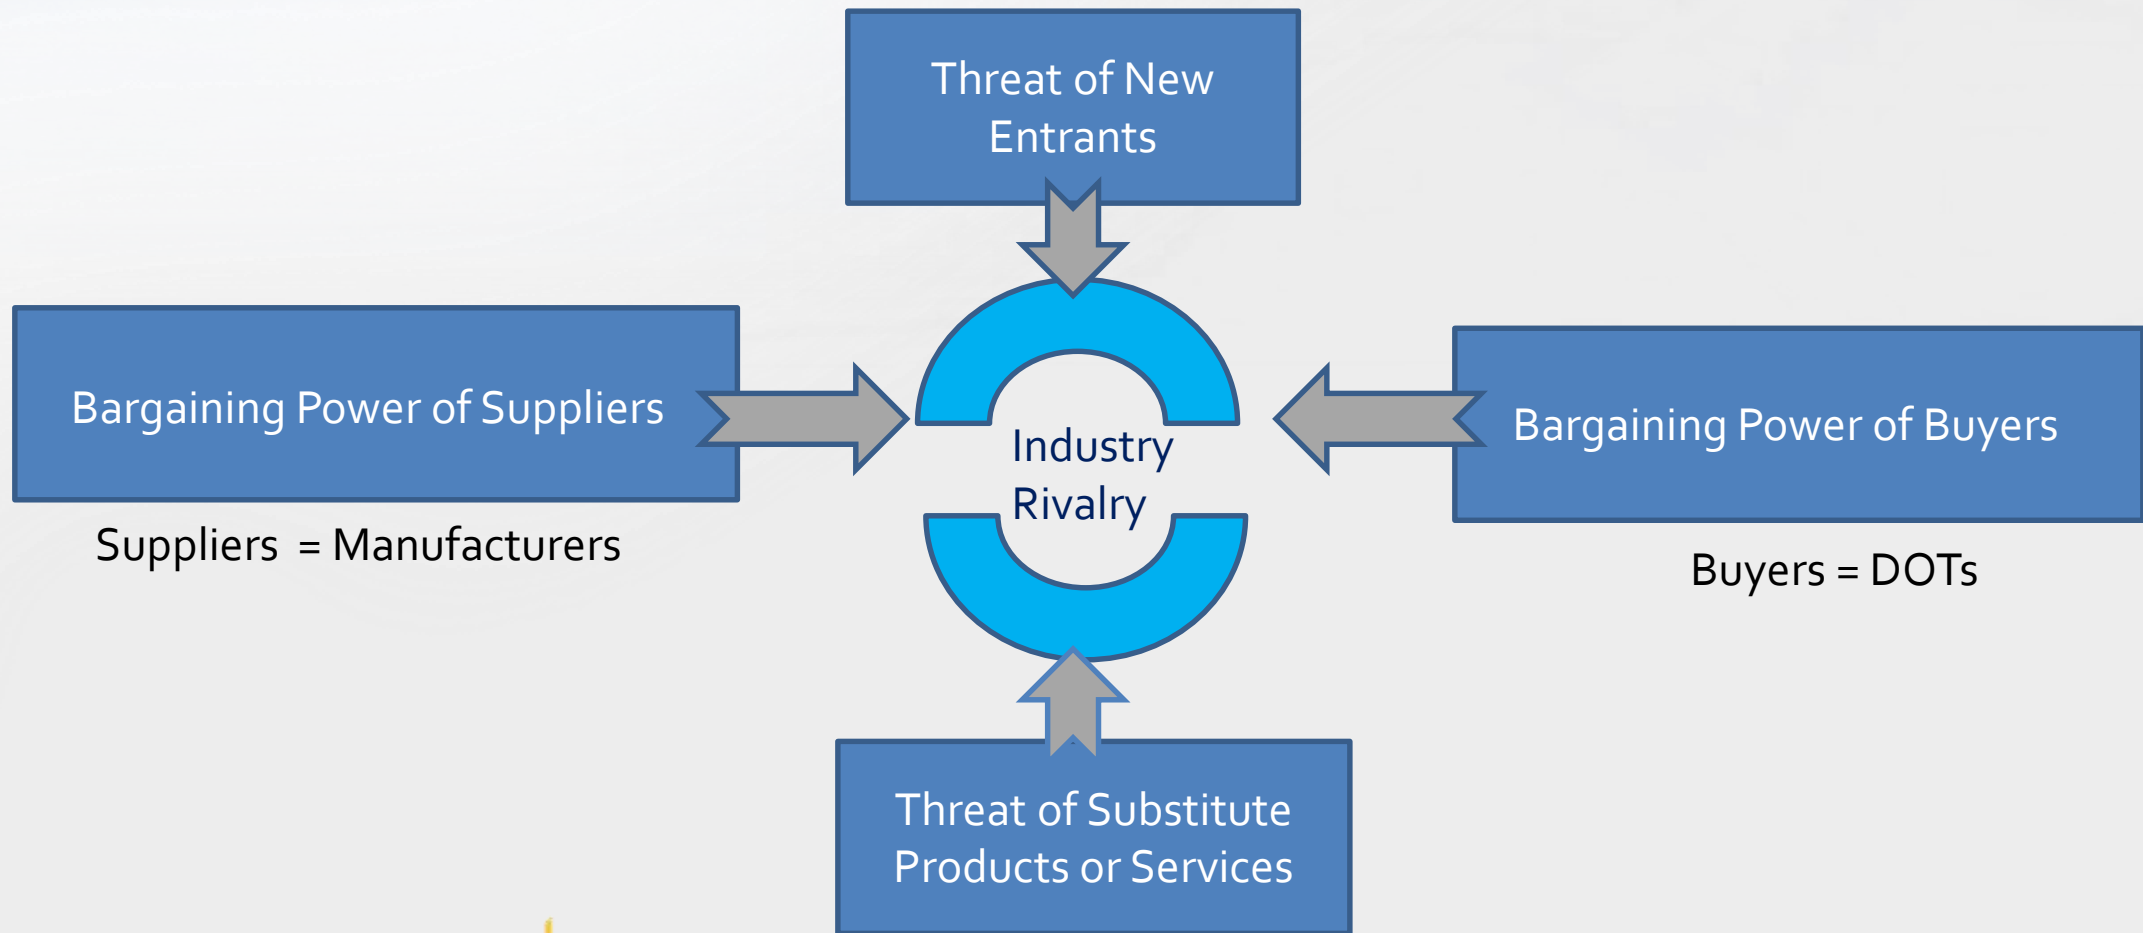 Threat of New
Entrants
Bargaining Power of Suppliers
Bargaining Power of Buyers
Industry
Rivalry
Suppliers = Manufacturers
Buyers = DOTs
Threat of Substitute
Products or Services